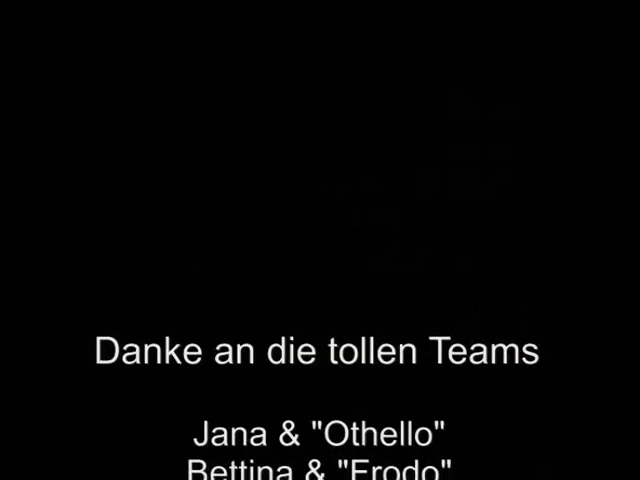 Danke an die tollen Teams
Jana & "Othello"
Bettina & "Frodo"